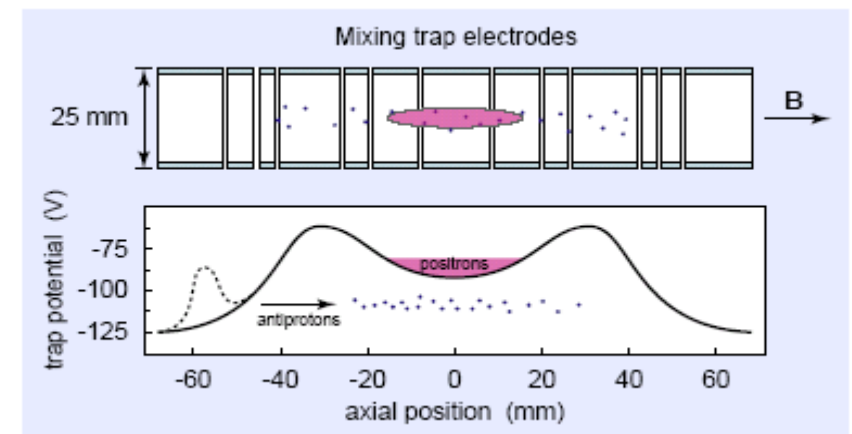 Mixing trap electrodes
25 mm
B
trap potential (V)
-75
-100
-125
positrons
antiprotons
-60 -40 -20 0 20 40 60
axial position (mm)